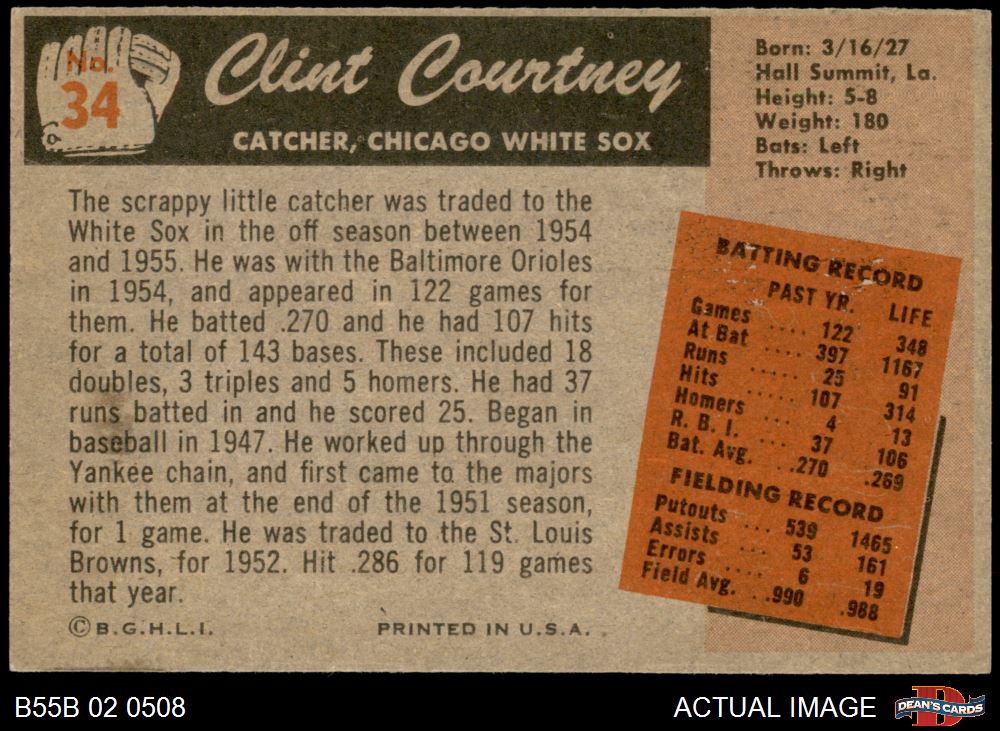 No.
34
Clint Courtney
CATCHER, CHICAGO WHITE SOX
Born: 3/16/27
Hall Summit, La.
Height: 5-8
Weight: 180
Bats: Left
Throws: Right
The scrappy little catcher was traded to the
White Sox in the off season between 1954
and 1955. He was with the Baltimore Orioles
in 1954, and appeared in 122 games for
them. He batted .270 and he had 107 hits
for a total of 143 bases. These included 18
doubles, 3 triples and 5 homers. He had 37
runs batted in and he scored 25. Began in
baseball in 1947. He worked up through the
Yankee chain, and first came to the majors
with them at the end of the 1951 season,
for 1 game. He was traded to the St. Louis
Browns, for 1952. Hit .286 for 119 games
that year.
© B.G.H.L.I. PRINTED IN U.S.A.
BATTING RECORD
PAST YR. LIFE
Games .... 122 348
At Bat .... 397 1167
Runs ..... 25 91
Hits ..... 107 314
Homers .... 4 13
R. B. I. ... 37 106
Bat. Avg. ..270 .269
FIELDING RECORD
Putouts ... 539 1465
Assists ... 53 161
Errors .... 6 19
Field Avg. ..990 .988
B55B 02 0508
ACTUAL IMAGE
D
DEAN'S CARDS